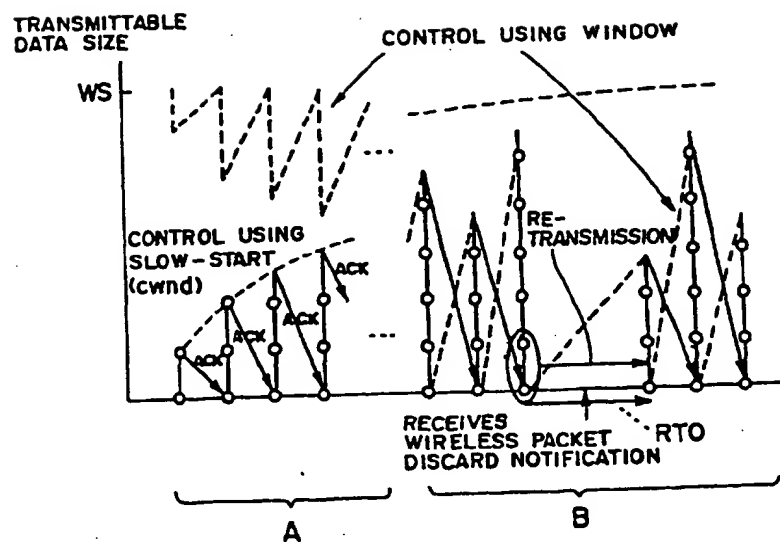 TRANSMITTABLE
DATA SIZE
CONTROL USING WINDOW
WS
CONTROL USING
SLOW-START
(cwnd)
ACK
ACK
ACK
ACK
RE-
TRANSMISSION
RECEIVES
WIRELESS PACKET
DISCARD NOTIFICATION
RTO
A
B